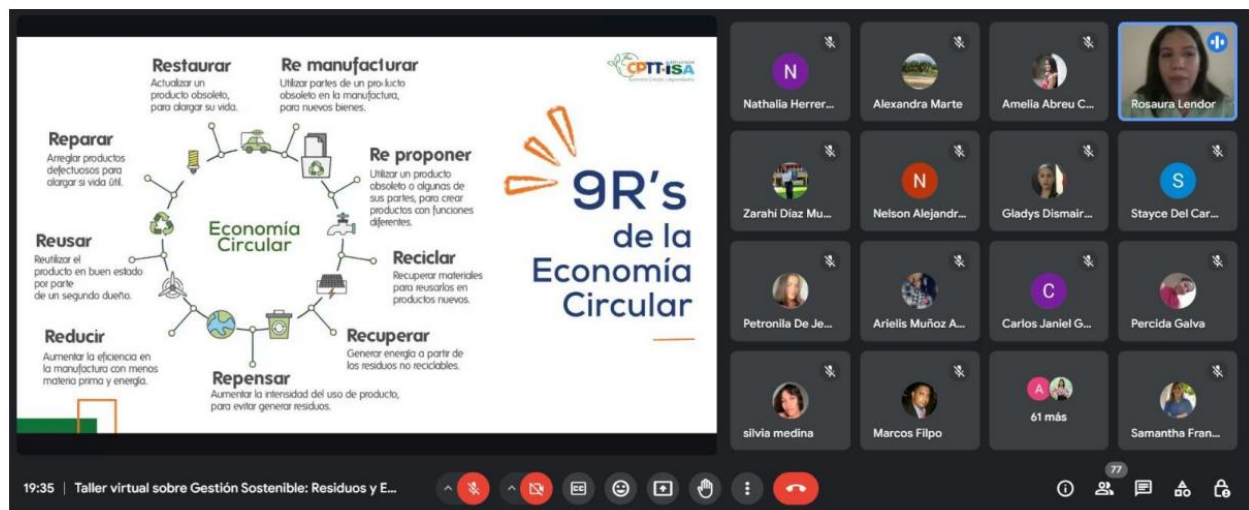 Restaurar
Actualizar un
producto obsoleto,
para alargar su vida.
Re manufacturar
Utilizar partes de un producto
obsoleto en la manufactura,
para nuevos bienes.
CPTT-ISA
Reparar
Arreglar productos
defectuosos para
alargar si vida útil.
Re proponer
Utilizar un producto
obsoleto o algunas de
sus partes, para crear
productos con funciones
diferentes.
Economía
Circular
Reusar
Reutilizar el
producto en buen estado
por parte
de un segundo dueño.
Reciclar
Recuperar materiales
para reusarlos en
productos nuevos.
Reducir
Aumentar la eficiencia en
la manufactura con menos
materia prima y energía.
Recuperar
Generar energía a partir de
los residuos no reciclables.
Repensar
Aumentar la intensidad del uso de producto,
para evitar generar residuos.
9R's
de la
Economía
Circular
N
Nathalia Herrer...
Alexandra Marte
Amelia Abreu C...
Rosaura Lendor
Zarahí Díaz Mu...
N
Nelson Alejandr...
Gladys Dismair...
S
Stayce Del Car...
Petronila De Je...
Arielis Muñoz A...
C
Carlos Janiel G...
Percida Galva
silvia medina
Marcos Filpo
A
61 más
Samantha Fran...
19:35 | Taller virtual sobre Gestión Sostenible: Residuos y E...
CC
77